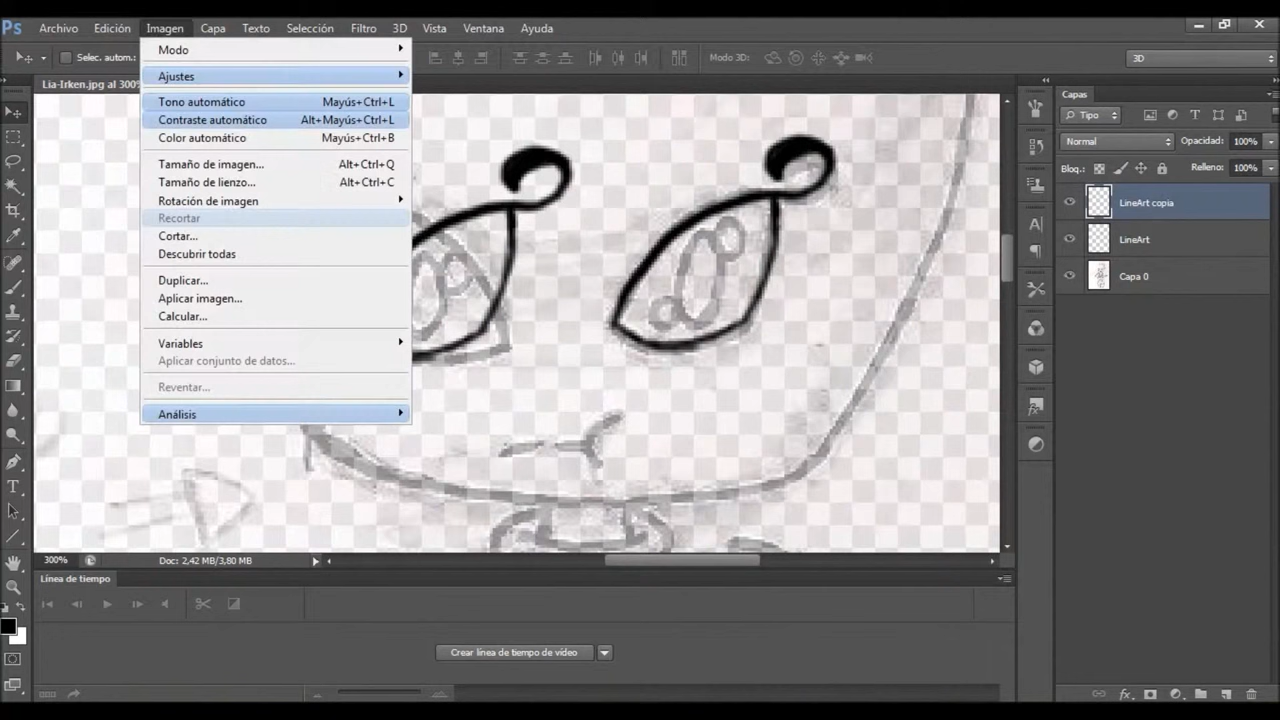 Ps Archivo Edición Imagen Capa Texto Selección Filtro 3D Vista Ventana Ayuda
Selec. autom.: Modo 3D: 3D
Lia-Irken.jpg al 300%
Modo
Ajustes
Tono automático Mayús+Ctrl+L
Contraste automático Alt+Mayús+Ctrl+L
Color automático Mayús+Ctrl+B
Tamaño de imagen... Alt+Ctrl+Q
Tamaño de lienzo... Alt+Ctrl+C
Rotación de imagen
Recortar
Cortar...
Descubrir todas
Duplicar...
Aplicar imagen...
Calcular...
Variables
Aplicar conjunto de datos...
Reventar...
Análisis
Capas
Tipo
Normal Opacidad: 100%
Bloq.: Relleno: 100%
LineArt copia
LineArt
Capa 0
300% Doc: 2,42 MB/3,80 MB
Línea de tiempo
Crear línea de tiempo de vídeo